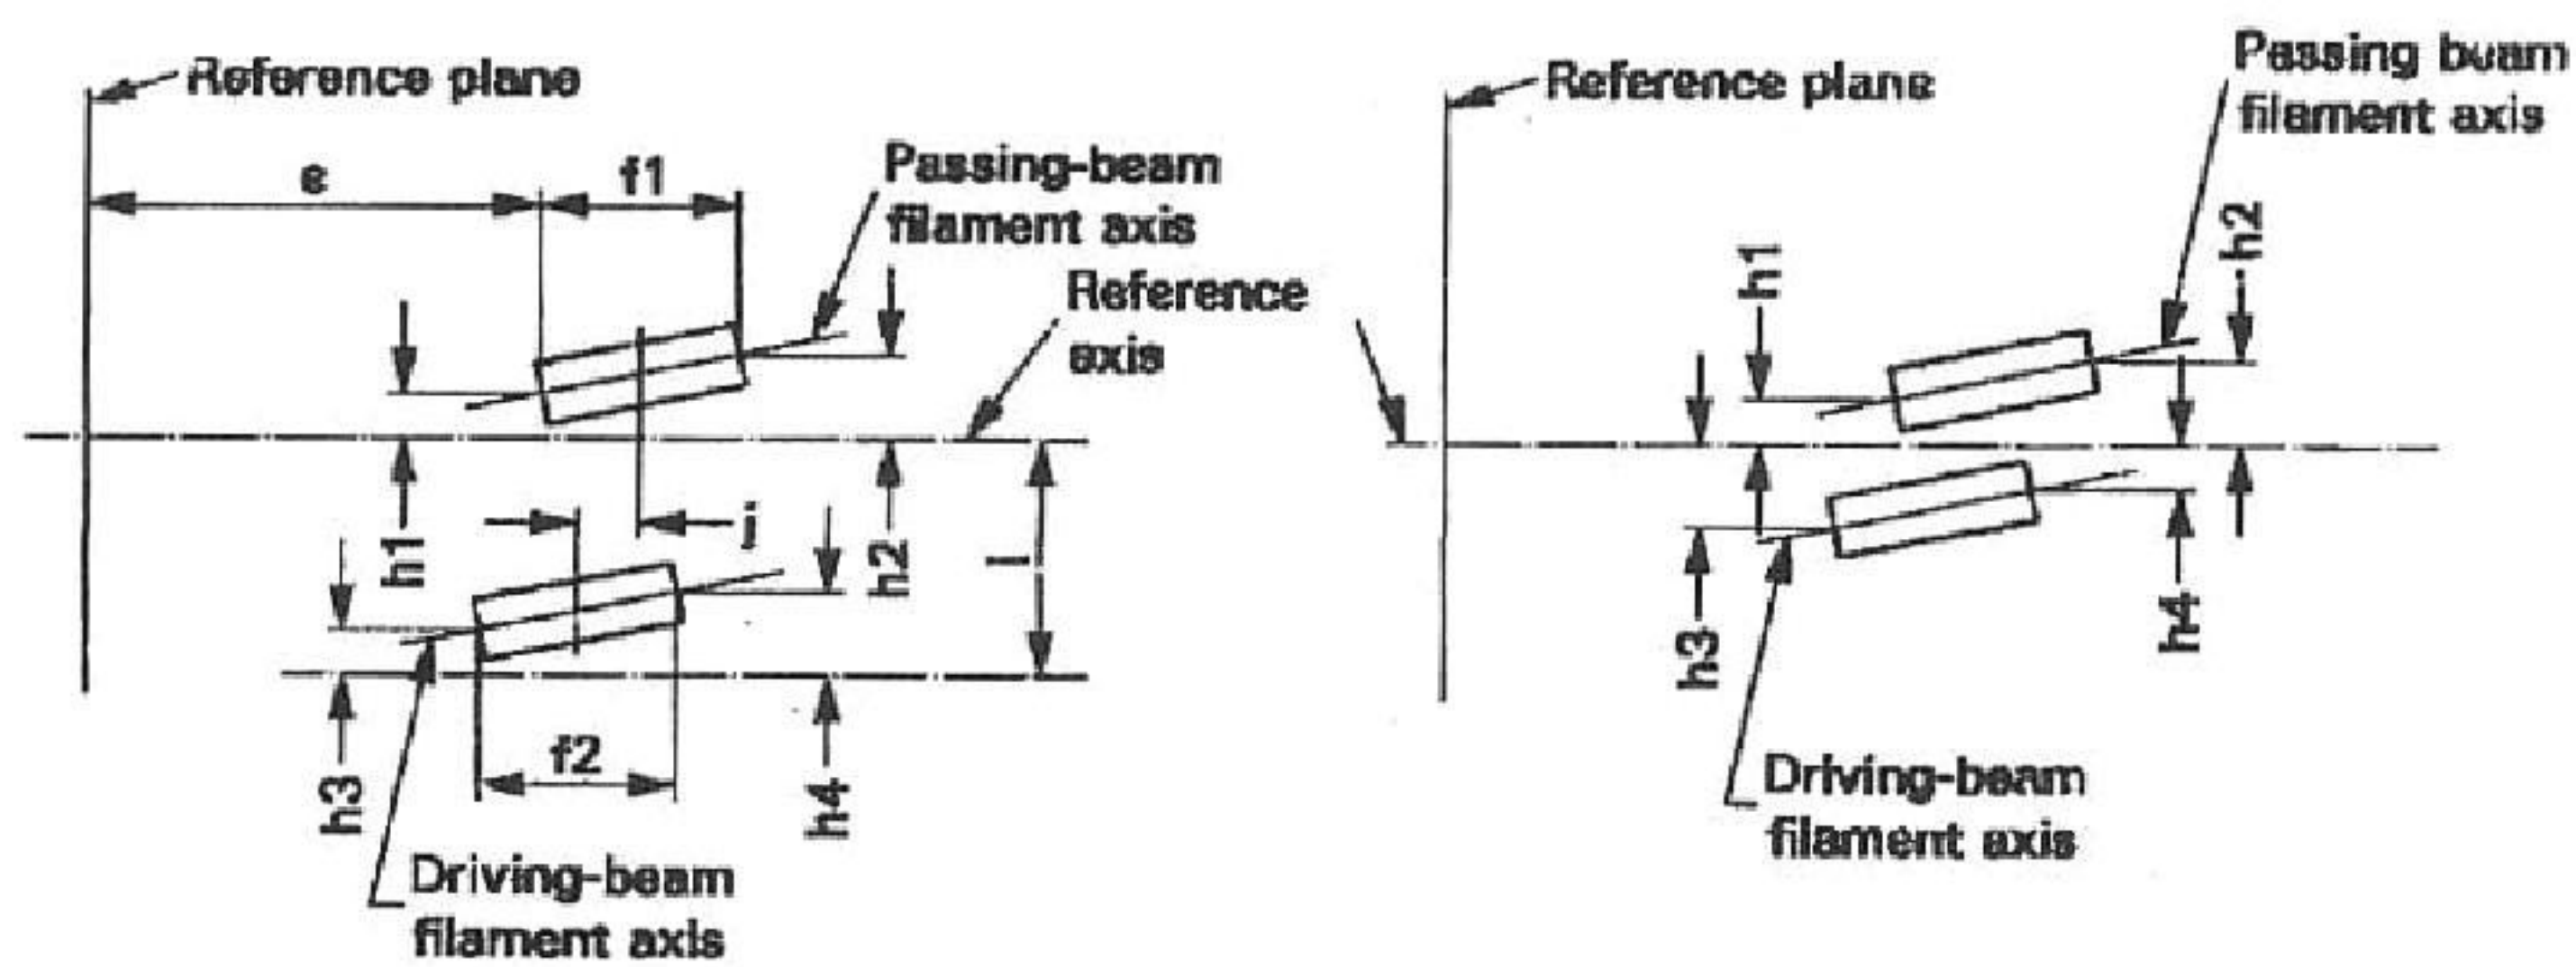 Reference plane
e
f1
Passing-beam
filament axis
Reference
axis
h1
j
h2
l
h3
f2
h4
Driving-beam
filament axis
Reference plane
Passing beam
filament axis
h1
h2
h3
h4
Driving-beam
filament axis